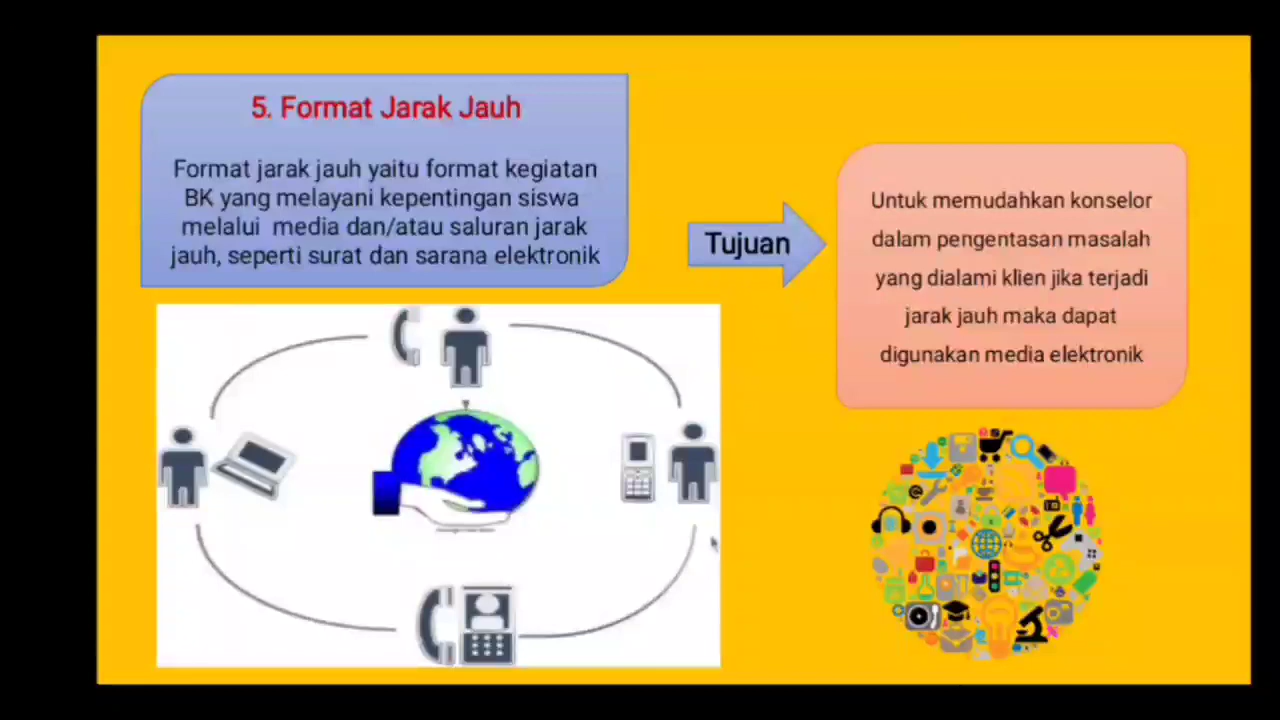 5. Format Jarak Jauh
Format jarak jauh yaitu format kegiatan
BK yang melayani kepentingan siswa
melalui media dan/atau saluran jarak
jauh, seperti surat dan sarana elektronik
Tujuan
Untuk memudahkan konselor
dalam pengentasan masalah
yang dialami klien jika terjadi
jarak jauh maka dapat
digunakan media elektronik